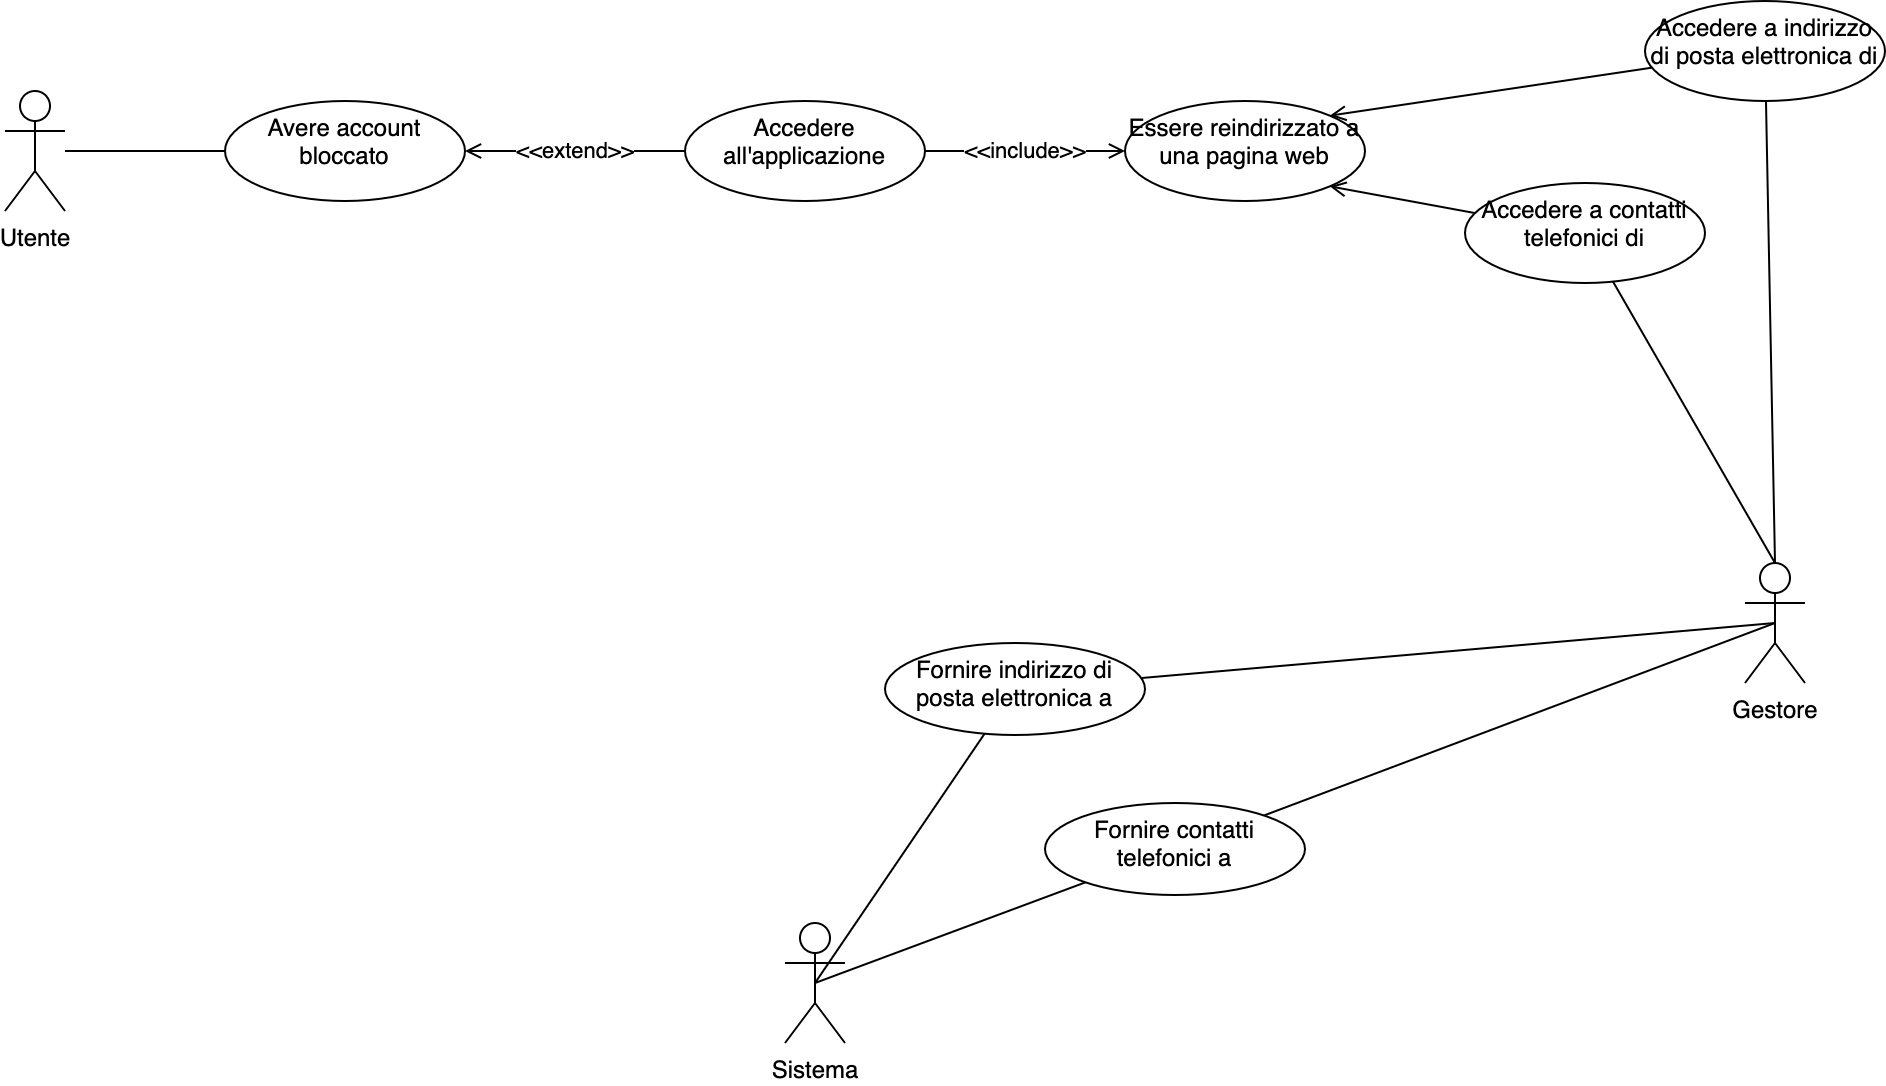 Accedere a indirizzo
di posta elettronica di
Avere account
bloccato
<<extend>>
Accedere
all'applicazione
<<include>>
Essere reindirizzato a
una pagina web
Accedere a contatti
telefonici di
Utente
Fornire indirizzo di
posta elettronica a
Gestore
Fornire contatti
telefonici a
Sistema